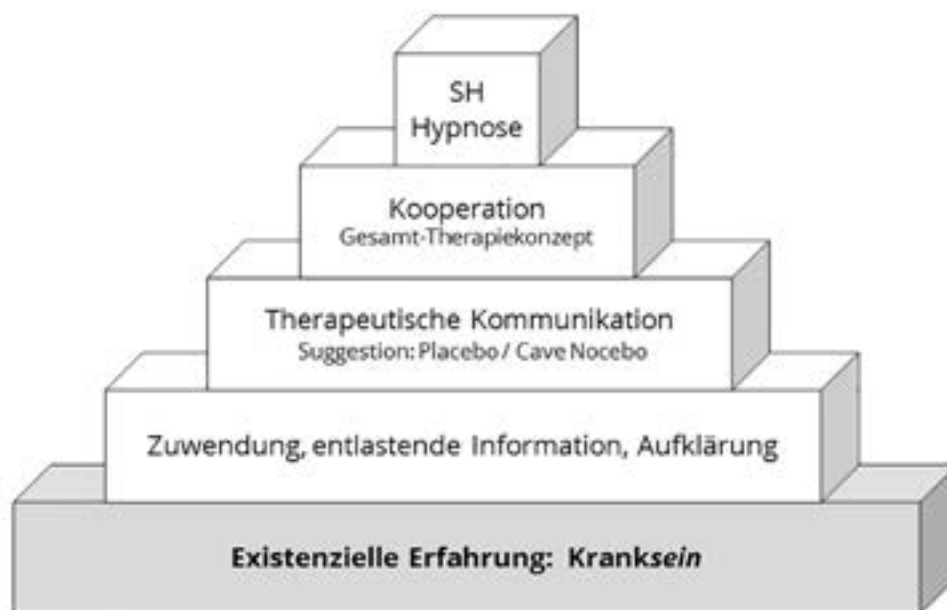 SH
Hypnose
Kooperation
Gesamt-Therapiekonzept
Therapeutische Kommunikation
Suggestion: Placebo / Cave Nocebo
Zuwendung, entlastende Information, Aufklärung
Existenzielle Erfahrung: Kranksein